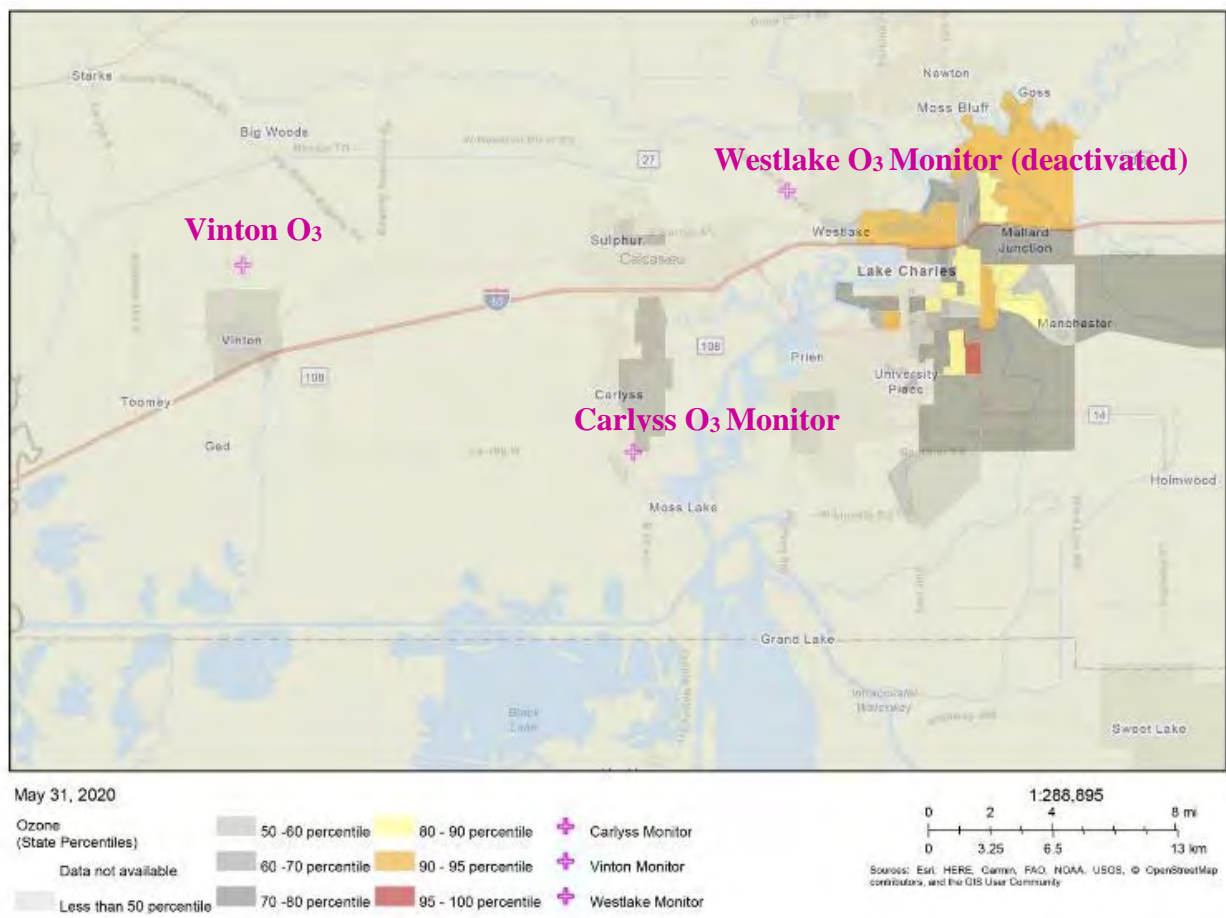 Newton
Starks
Goss
Moss Bluff
Big Woods
27
Westlake O3 Monitor (deactivated)
Vinton O3
Westlake
Mallard
Junction
Sulphur
Calcasieu
Lake Charles
10
Manchester
Vinton
108
Prien
108
University
Place
Toomey
Carlyss
Carlyss O3 Monitor
14
Ged
Holmwood
Moss Lake
Grand Lake
Intracoastal
Waterway
Black
Lake
Sweet Lake
May 31, 2020
1:288,895
Ozone
(State Percentiles)
Data not available
Less than 50 percentile
50 -60 percentile
60 -70 percentile
70 -80 percentile
80 - 90 percentile
90 - 95 percentile
95 - 100 percentile
Carlyss Monitor
Vinton Monitor
Westlake Monitor
0 2 4 8 mi
0 3.25 6.5 13 km
Sources: Esri, HERE, Garmin, FAO, NOAA, USGS, © OpenStreetMap
contributors, and the GIS User Community